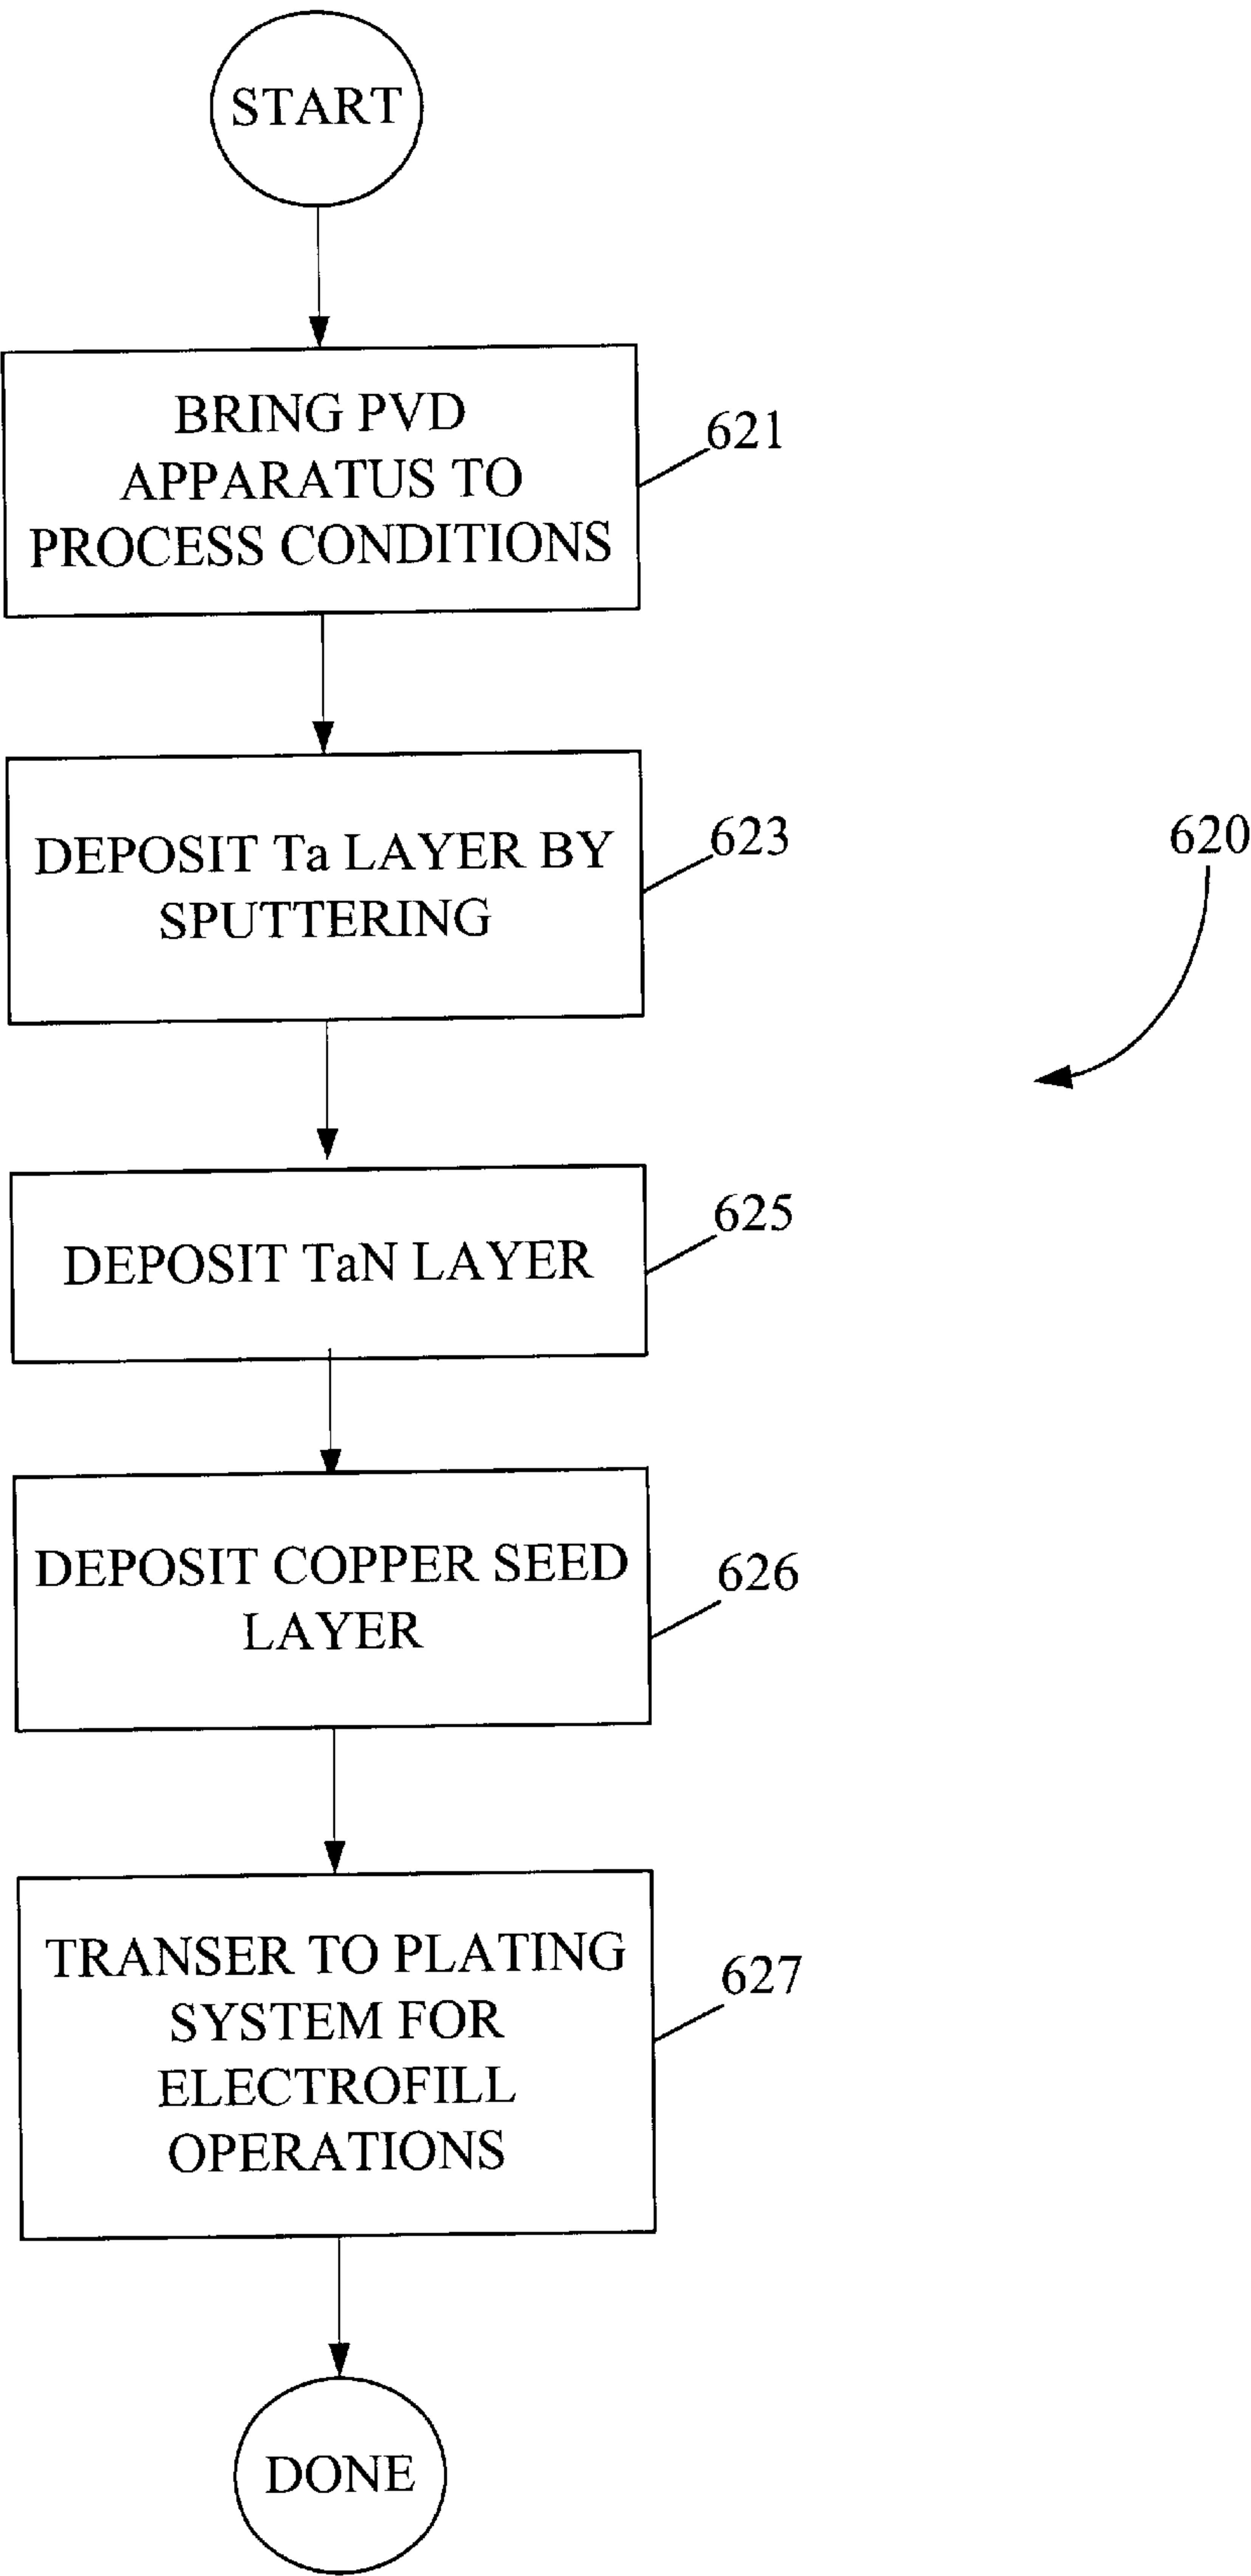 START
BRING PVD
APPARATUS TO
PROCESS CONDITIONS
621
DEPOSIT Ta LAYER BY
SPUTTERING
623
620
DEPOSIT TaN LAYER
625
DEPOSIT COPPER SEED
LAYER
626
TRANSER TO PLATING
SYSTEM FOR
ELECTROFILL
OPERATIONS
627
DONE